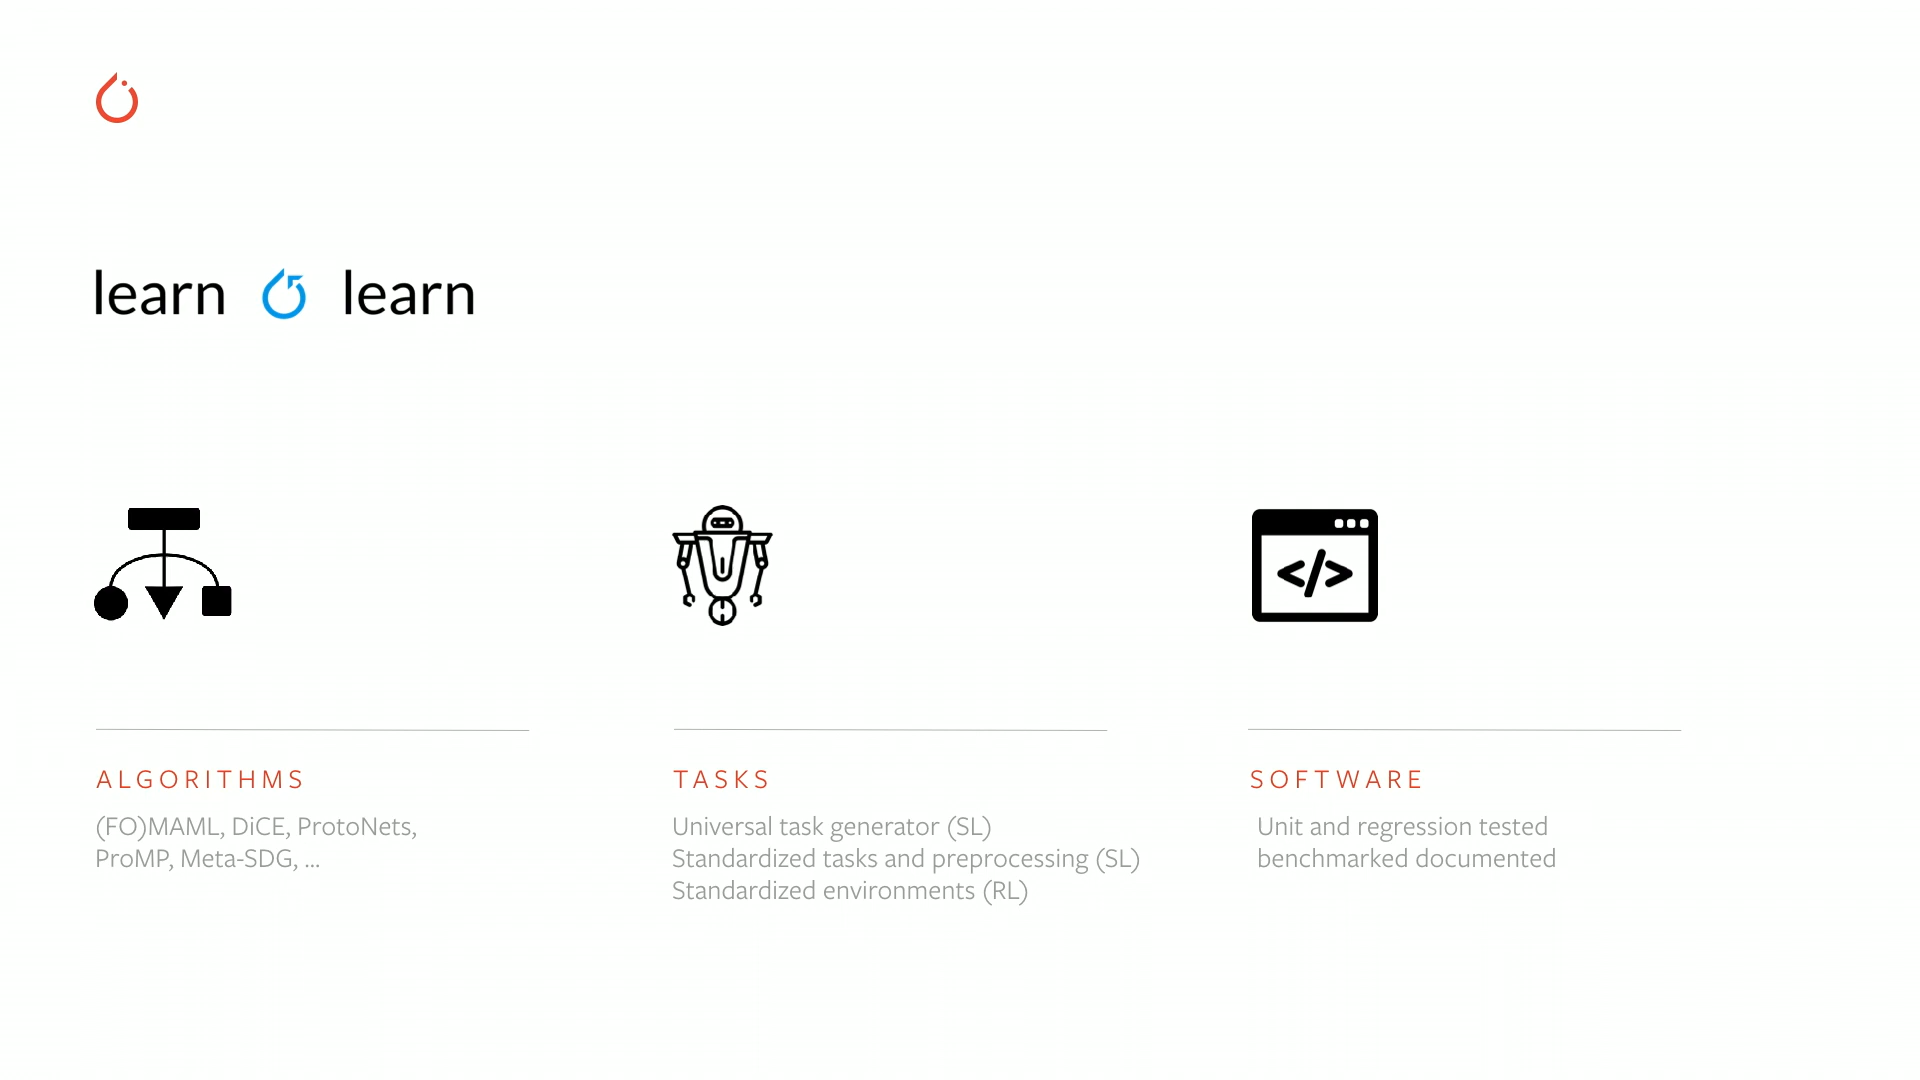 learn learn
ALGORITHMS
(FO)MAML, DiCE, ProtoNets,
ProMP, Meta-SDG, ...
TASKS
Universal task generator (SL)
Standardized tasks and preprocessing (SL)
Standardized environments (RL)
</>
SOFTWARE
Unit and regression tested
benchmarked documented